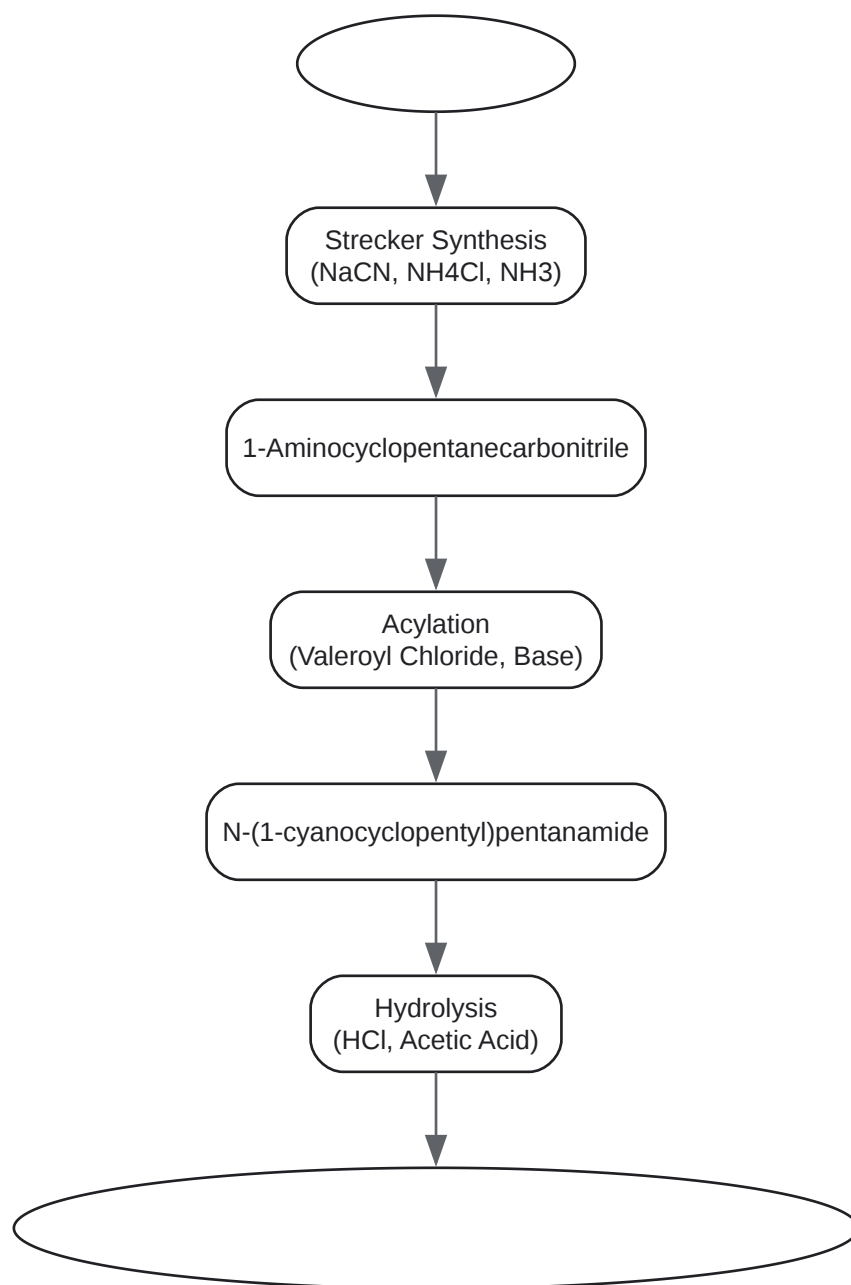 Strecker Synthesis
(NaCN, NH4Cl, NH3)
1-Aminocyclopentanecarbonitrile
Acylation
(Valeroyl Chloride, Base)
N-(1-cyanocyclopentyl)pentanamide
Hydrolysis
(HCl, Acetic Acid)